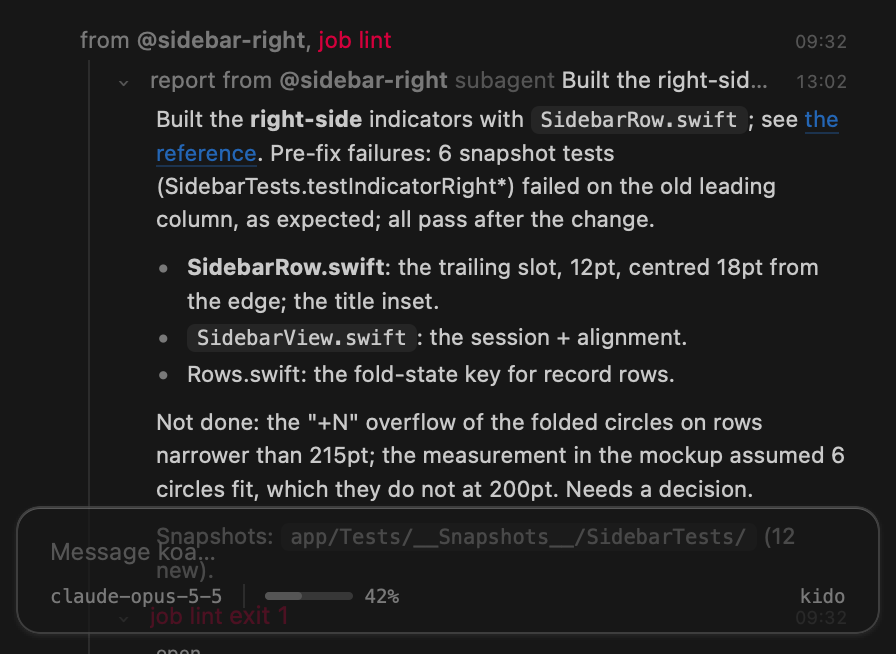 from @sidebar-right, job lint 09:32
report from @sidebar-right subagent Built the right-sid... 13:02
Built the right-side indicators with SidebarRow.swift; see the
reference. Pre-fix failures: 6 snapshot tests
(SidebarTests.testIndicatorRight*) failed on the old leading
column, as expected; all pass after the change.
• SidebarRow.swift: the trailing slot, 12pt, centred 18pt from
the edge; the title inset.
• SidebarView.swift: the session + alignment.
• Rows.swift: the fold-state key for record rows.
Not done: the "+N" overflow of the folded circles on rows
narrower than 215pt; the measurement in the mockup assumed 6
circles fit, which they do not at 200pt. Needs a decision.
Snapshots: app/Tests/__Snapshots__/SidebarTests/ (12
Message koa...
new).
claude-opus-5-5 42% kido
job lint exit 1 09:32
open